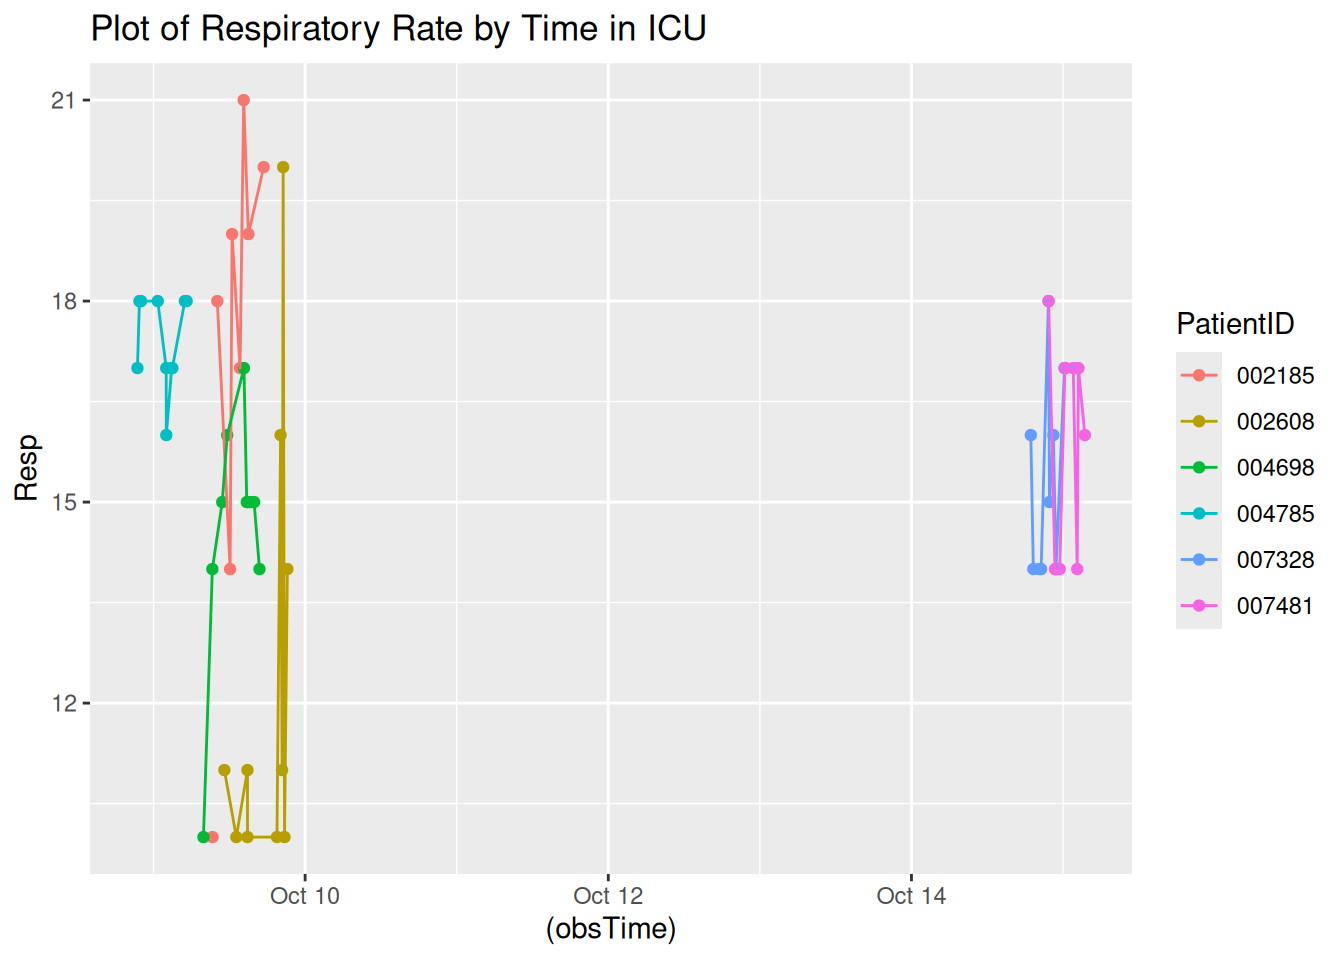 Plot of Respiratory Rate by Time in ICU
21
18
15
12
Resp
Oct 10
Oct 12
Oct 14
(obsTime)
PatientID
002185
002608
004698
004785
007328
007481